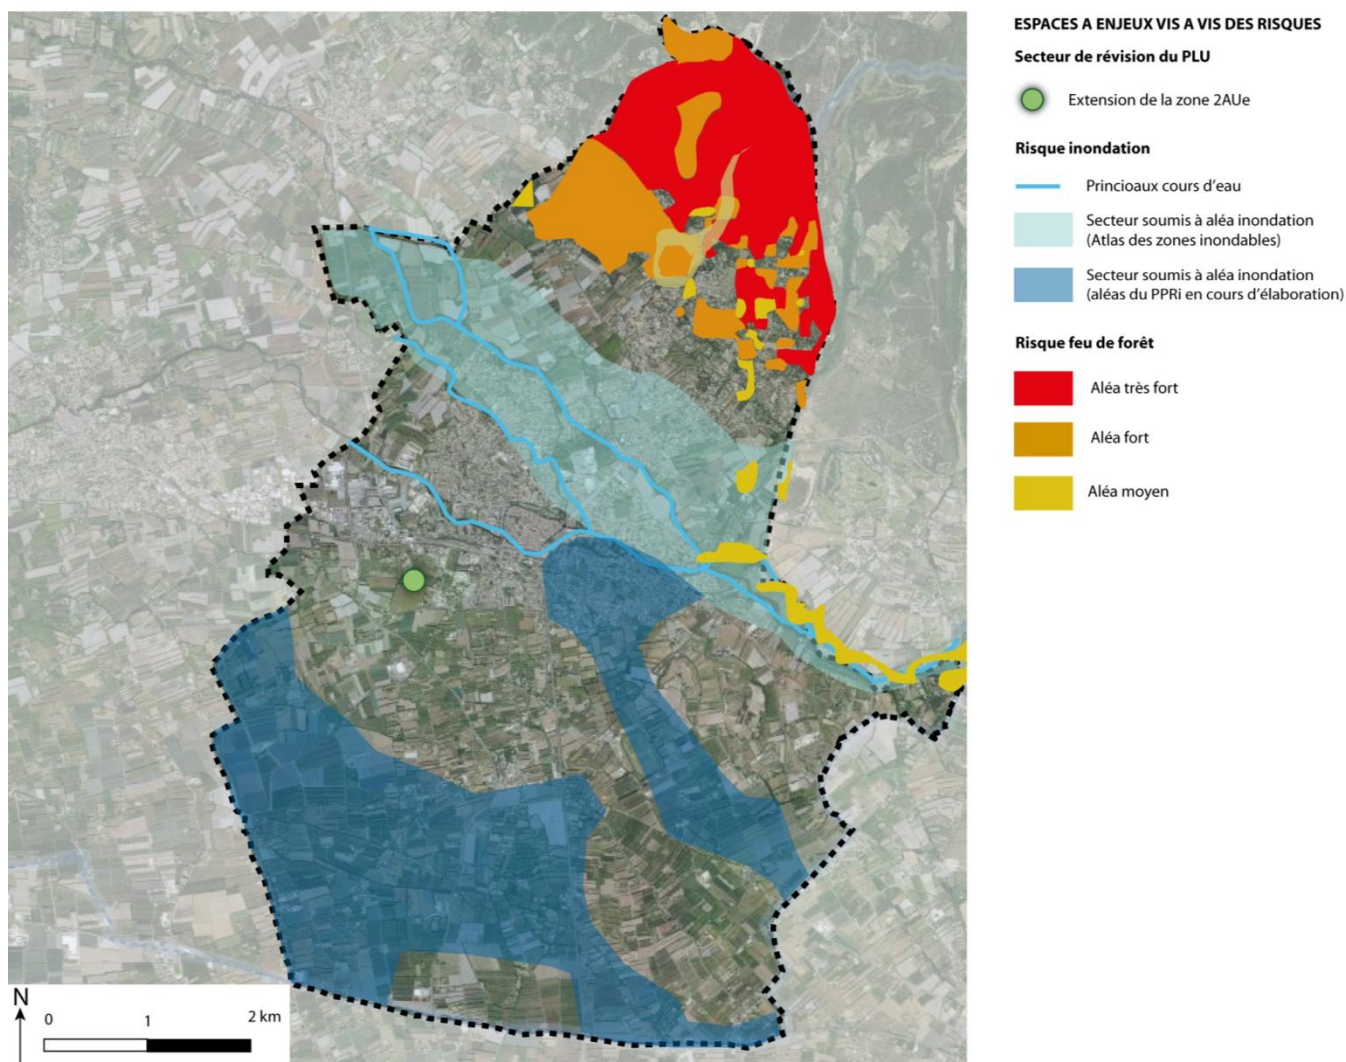 ESPACES A ENJEUX VIS A VIS DES RISQUES
Secteur de révision du PLU
Extension de la zone 2AUe
Risque inondation
Princioaux cours d'eau
Secteur soumis à aléa inondation
(Atlas des zones inondables)
Secteur soumis à aléa inondation
(aléas du PPRi en cours d'élaboration)
Risque feu de forêt
Aléa très fort
Aléa fort
Aléa moyen
N
0 1 2 km